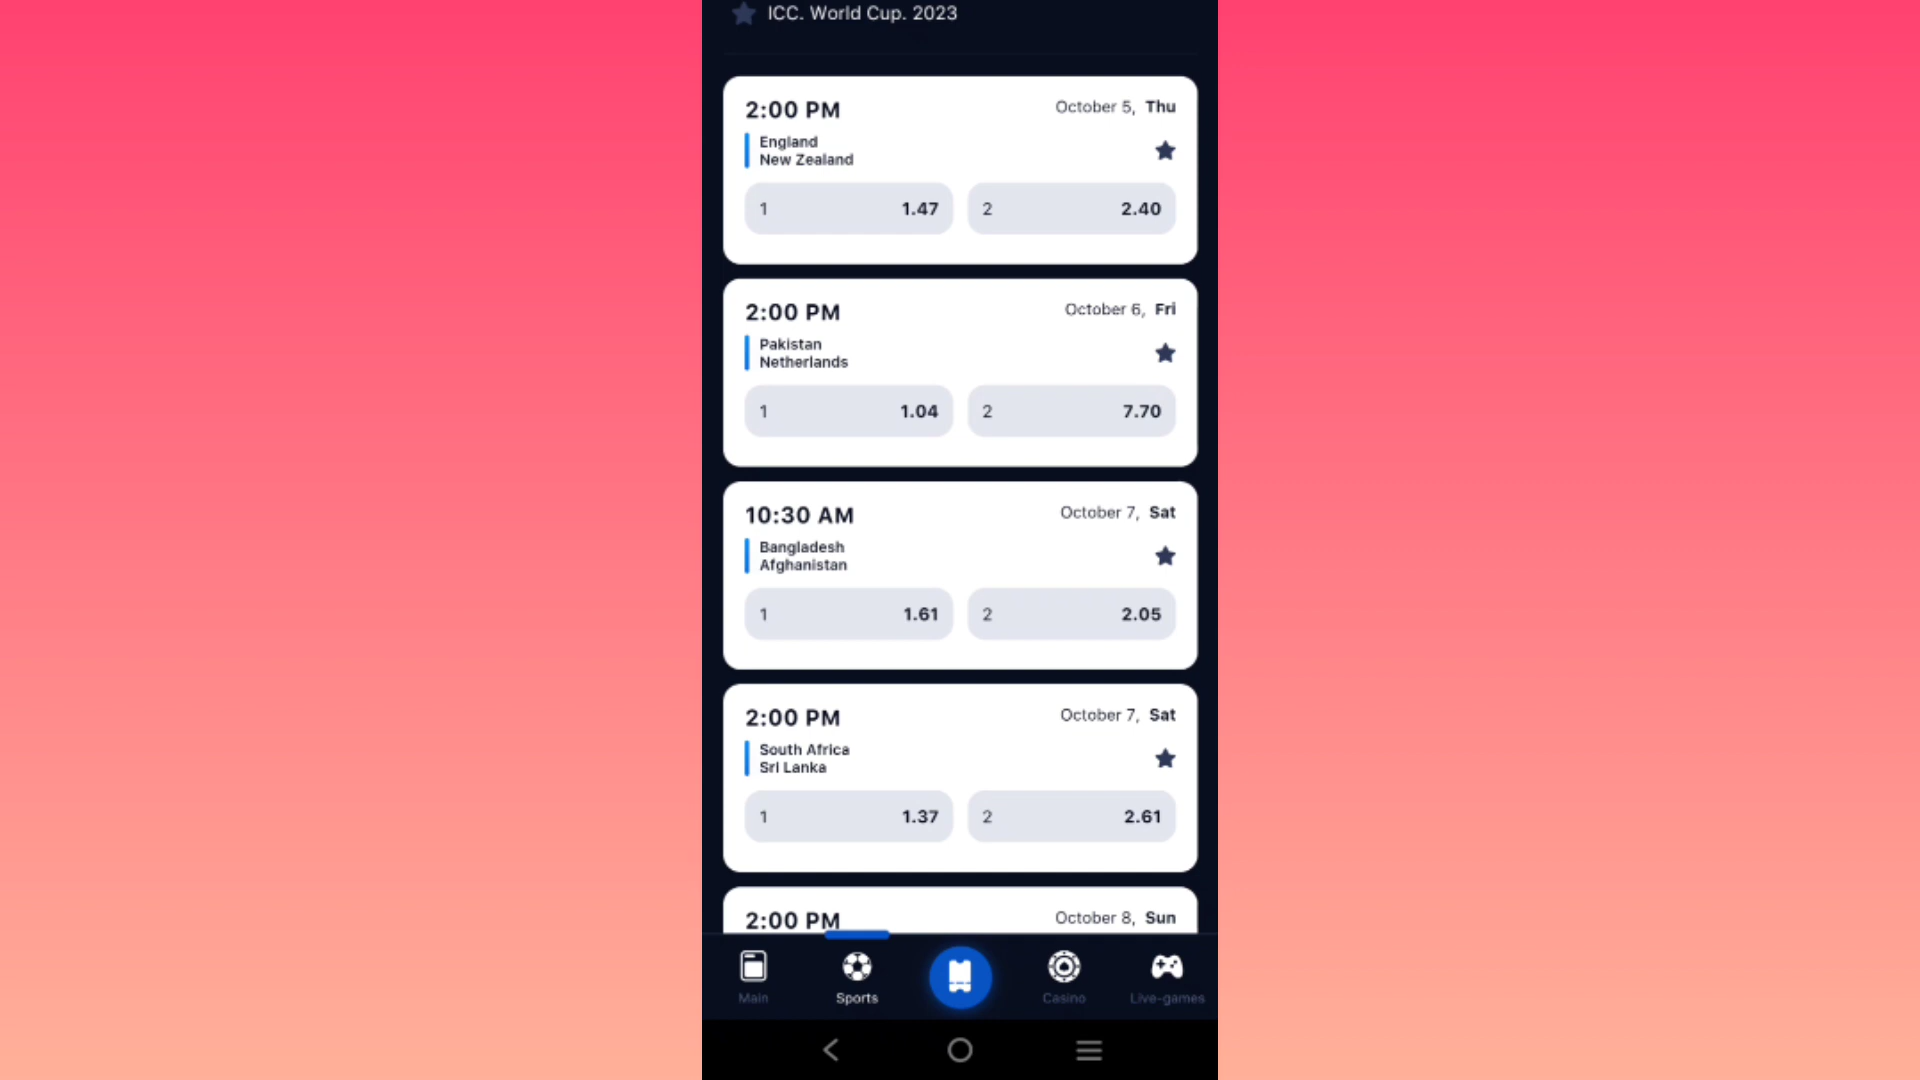 ICC. World Cup. 2023
2:00 PM October 5, Thu
England
New Zealand
1 1.47 2 2.40
2:00 PM October 6, Fri
Pakistan
Netherlands
1 1.04 2 7.70
10:30 AM October 7, Sat
Bangladesh
Afghanistan
1 1.61 2 2.05
2:00 PM October 7, Sat
South Africa
Sri Lanka
1 1.37 2 2.61
2:00 PM October 8, Sun
Main Sports Casino Live-games